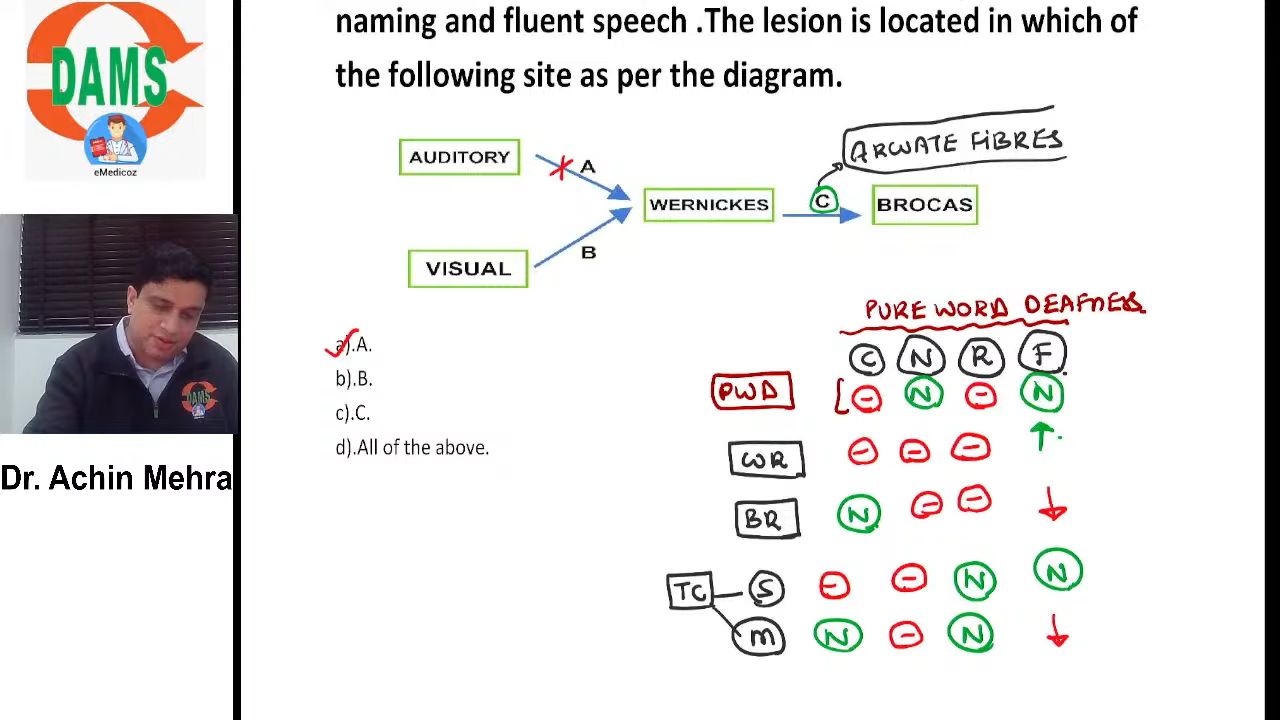 DAMS
eMedicoz
naming and fluent speech .The lesion is located in which of
the following site as per the diagram.
AUDITORY
A
ARCUATE FIBRES
WERNICKES
C
BROCAS
VISUAL
B
a).A.
b).B.
c).C.
d).All of the above.
PURE WORD DEAFNESS
C N R F
PWD - N - N
WR - - - ↑
BR N - - ↓
TC S - - N N
M N - N ↓
DAMS
Dr. Achin Mehra